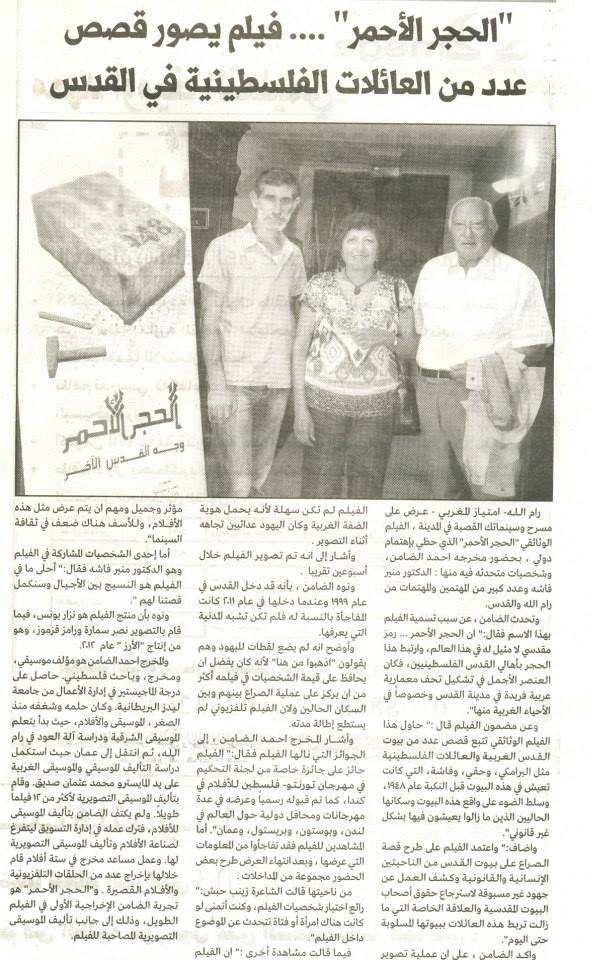 "الحجر الأحمر" .... فيلم يصور قصص
عدد من العائلات الفلسطينية في القدس
248
الحجر الأحمر
وجه القدس الآخر
رام الله- امتياز المغربي - عرض على
مسرح وسينماتك القصبة في المدينة ، الفيلم
الوثائقي "الحجر الأحمر" الذي حظي بإهتمام
دولي ، بحضور مخرجه احمد الضامن،
وشخصيات متحدثه فيه منها : الدكتور منير
فاشه وعدد كبير من المهتمين والمهتمات من
رام الله والقدس.
وتحدث الضامن، عن سبب تسمية الفيلم
بهذا الاسم فقال:" ان الحجر الأحمر ... رمز
مقدسي لا مثيل له في هذا العالم، وارتبط هذا
الحجر بأهالي القدس الفلسطينيين، فكان
العنصر الأجمل في تشكيل تحف معمارية
عربية فريدة في مدينة القدس وخصوصاً في
الأحياء الغربية منها".
وعن مضمون الفيلم قال :" حاول هذا
الفيلم الوثائقي تتبع قصص عدد من بيوت
القدس الغربية والعائلات الفلسطينية
مثل البرامكي، وحقي، وفاشة، التي كانت
تعيش في هذه البيوت قبل النكبة عام ١٩٤٨،
وسلط الضوء على واقع هذه البيوت وسكانها
الحاليين الذين ما زالوا يعيشون فيها بشكل
غير قانوني".
واضاف:" واعتمد الفيلم على طرح قصة
الصراع على بيوت القدس من الناحيتين
الإنسانية والقانونية وكشف العمل عن
جهود غير مسبوقة لاسترجاع حقوق أصحاب
البيوت المقدسية والعلاقة الخاصة التي ما
زالت تربط هذه العائلات ببيوتها المسلوبة
حتى اليوم".
واكد الضامن، على ان عملية تصوير
الفيلم لم تكن سهلة لأنه يحمل هوية
الضفة الغربية وكان اليهود عدائيين تجاهه
أثناء التصوير .
وأشار إلى انه تم تصوير الفيلم خلال
أسبوعين تقريبا .
ونوه الضامن ، بأنه قد دخل القدس في
عام ١٩٩٩ وعندما دخلها في عام ٢٠١١ كانت
المفاجأة بالنسبة له فلم تكن تشبه المدنية
التي يعرفها.
وأوضح انه لم يضع لقطات لليهود وهم
يقولون "اذهبوا من هنا" لأنه كان يفضل ان
يحافظ على قيمة الشخصيات في فيلمه أكثر
من ان يركز على عملية الصراع بينهم وبين
السكان الحالين ولان الفيلم تلفزيوني لم
يستطع إطالة مدته.
وأشار المخرج احمد الضامن ، إلى
الجوائز التي نالها الفيلم فقال:" الفيلم
حائز على جائزة خاصة من لجنة التحكيم
في مهرجان تورنتو- فلسطين للأفلام في
كندا، كما تم قبوله رسمياً وعرضه في عدة
مهرجانات ومحافل دولية حول العالم في
لندن، وبوستون، وبريستول، وعمان". أما
المشاهدين للفيلم فقد تفاجأوا من المعلومات
التي عرضها ، وبعد انتهاء العرض طرح بعض
الحضور مجموعة من المداخلات .
من ناحيتها قالت الشاعرة زينب حبش:"
رائع اختيار شخصيات الفيلم، وكنت أتمنى لو
كانت هناك امرأة أو فتاة تتحدث عن الموضوع
داخل الفيلم".
فيما قالت مشاهدة أخرى :" ان الفيلم
مؤثر وجميل ومهم ان يتم عرض مثل هذه
الأفلام، وللأسف هناك ضعف في ثقافة
السينما".
أما إحدى الشخصيات المشاركة في الفيلم
وهو الدكتور منير فاشه فقال:" أحلى ما في
الفيلم هو النسيج بين الأجيال وسنكمل
قصتنا لهم ".
ونوه بأن منتج الفيلم هو نزار يونس، فيما
قام بالتصوير نصر سمارة ورامز قزموز، وهو
من إنتاج "الأرز" عام ٢٠١٢.
والمخرج احمد الضامن هو مؤلف موسيقي،
ومخرج، وباحث فلسطيني. حاصل على
درجة الماجستير في إدارة الأعمال من جامعة
ليدز البريطانية. وكان حلمه وشغفه منذ
الصغر ، الموسيقى والأفلام، حيث بدأ بتعلم
الموسيقى الشرقية ودراسة آلة العود في رام
الله، ثم انتقل إلى عمان حيث استكمل
دراسة التأليف الموسيقي والموسيقى الغربية
على يد المايسترو محمد عثمان صديق. وقام
بتأليف الموسيقى التصويرية لأكثر من ١٢ فيلما
طويلاً. ولم يكتف الضامن بتأليف الموسيقى
للأفلام، فترك عمله في إدارة التسويق ليتفرغ
لصناعة الأفلام وتأليف الموسيقى التصويرية
لها. وعمل مساعد مخرج في ستة أفلام قام
خلالها بإخراج عدد من الحلقات التلفزيونية
والأفلام القصيرة . و"الحجر الأحمر" هو
تجربة الضامن الإخراجية الأولى في الفيلم
الطويل، وذلك إلى جانب تأليف الموسيقى
التصويرية المصاحبة للفيلم.